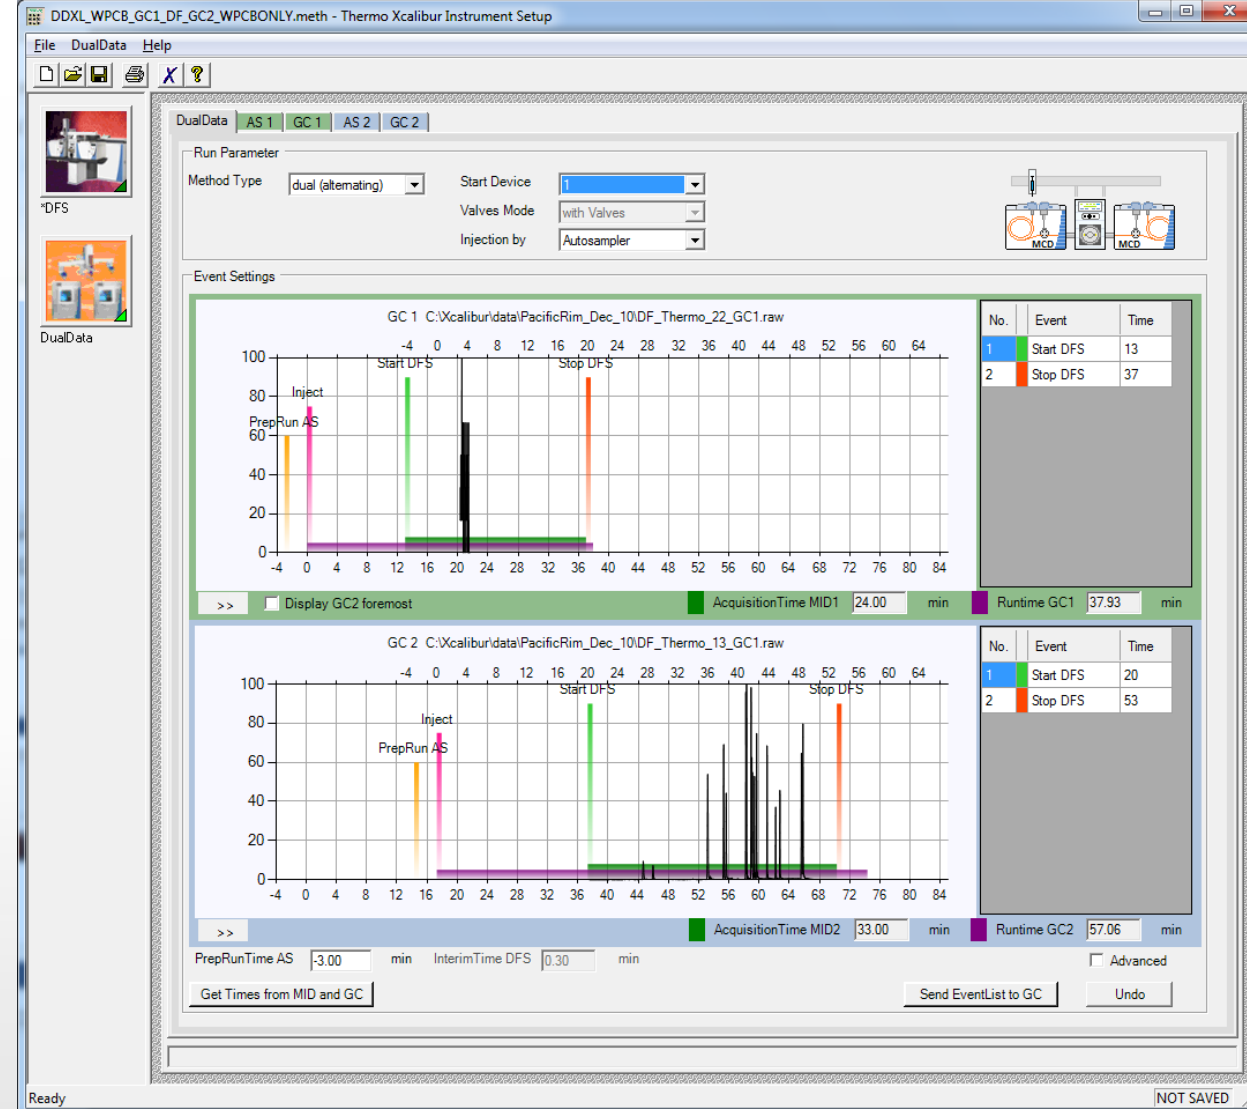 DDXL_WPCB_GC1_DF_GC2_WPCBONLY.meth - Thermo Xcalibur Instrument Setup
File DualData Help
*DFS
DualData
DualData AS 1 GC 1 AS 2 GC 2
Run Parameter
Method Type dual (alternating) Start Device 1
Valves Mode with Valves
Injection by Autosampler
MCD MCD
Event Settings
GC 1 C:\Xcalibur\data\PacificRim_Dec_10\DF_Thermo_22_GC1.raw
-4 0 4 8 12 16 20 24 28 32 36 40 44 48 52 56 60 64
Start DFS Stop DFS
Inject
PrepRun AS
100
80
60
40
20
0
-4 0 4 8 12 16 20 24 28 32 36 40 44 48 52 56 60 64 68 72 76 80 84
No. Event Time
1 Start DFS 13
2 Stop DFS 37
>> Display GC2 foremost AcquisitionTime MID1 24.00 min Runtime GC1 37.93 min
GC 2 C:\Xcalibur\data\PacificRim_Dec_10\DF_Thermo_13_GC1.raw
-4 0 4 8 12 16 20 24 28 32 36 40 44 48 52 56 60 64
Start DFS Stop DFS
Inject
PrepRun AS
100
80
60
40
20
0
-4 0 4 8 12 16 20 24 28 32 36 40 44 48 52 56 60 64 68 72 76 80 84
No. Event Time
1 Start DFS 20
2 Stop DFS 53
>> AcquisitionTime MID2 33.00 min Runtime GC2 57.06 min
PrepRunTime AS -3.00 min InterimTime DFS 0.30 min Advanced
Get Times from MID and GC Send EventList to GC Undo
Ready NOT SAVED